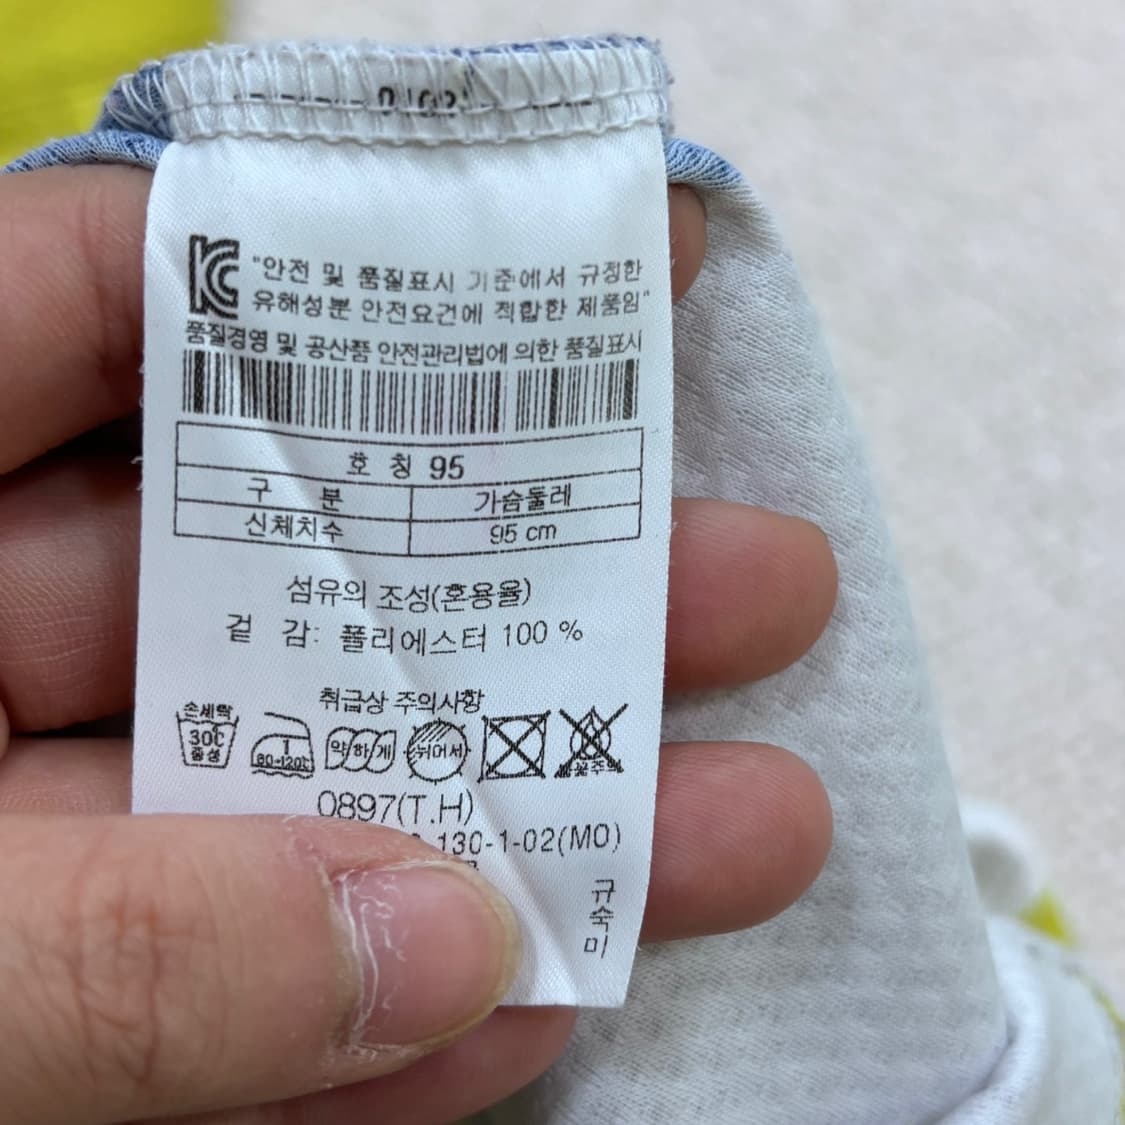 KC "안전 및 품질표시 기준에서 규정한
유해성분 안전요건에 적합한 제품임"
품질경영 및 공산품 안전관리법에 의한 품질표시
호 칭 95
구 분 가슴둘레
신체치수 95 cm
섬유의 조성(혼용율)
겉 감: 폴리에스터 100 %
취급상 주의사항
손세탁
30℃ 80-120℃ 약하게 뉘어서
중성
0897(T.H)
130-1-02(MO)
규
숙
미